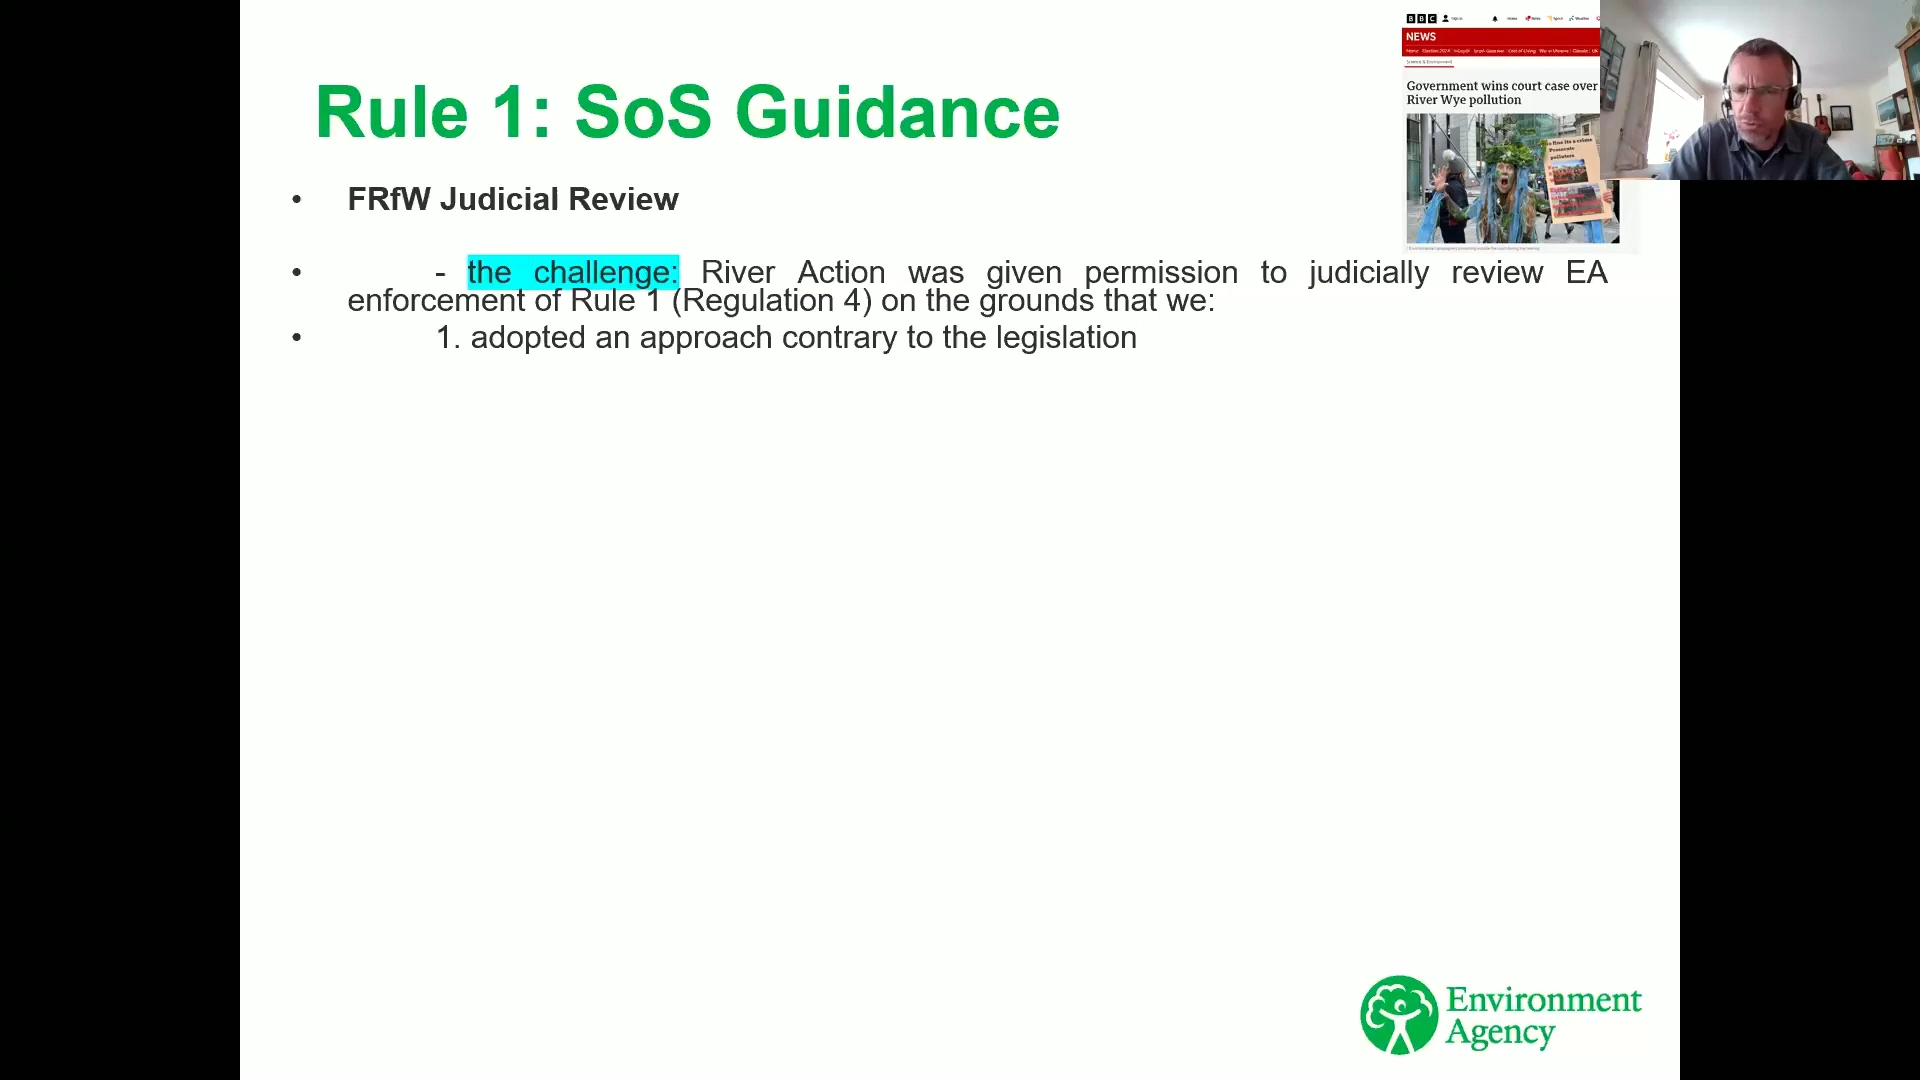 Rule 1: SoS Guidance
• FRfW Judicial Review
• - the challenge: River Action was given permission to judicially review EA
enforcement of Rule 1 (Regulation 4) on the grounds that we:
• 1. adopted an approach contrary to the legislation
BBC
NEWS
Science & Environment
Government wins court case over
River Wye pollution
Prosecute
polluters
Environment
Agency